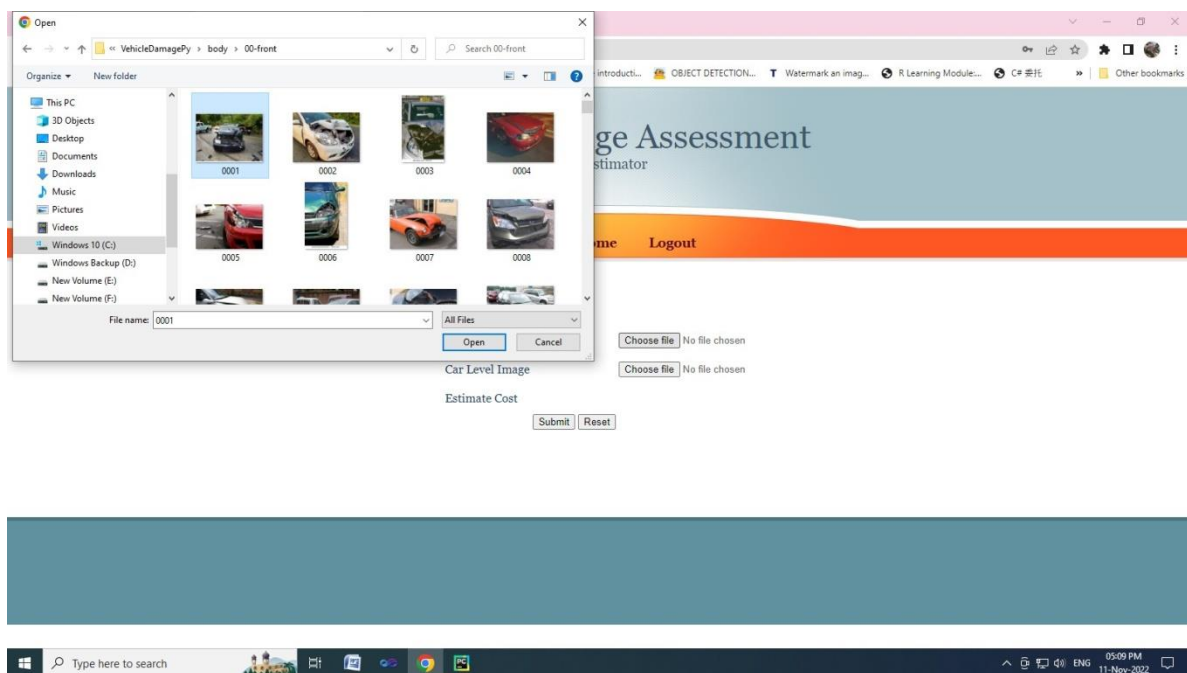 Open
« VehicleDamagePy › body › 00-front
Search 00-front
Organize
New folder
This PC
3D Objects
Desktop
Documents
Downloads
Music
Pictures
Videos
Windows 10 (C:)
Windows Backup (D:)
New Volume (E:)
New Volume (F:)
0001
0002
0003
0004
0005
0006
0007
0008
File name: 0001
All Files
Open
Cancel
introducti...
OBJECT DETECTION...
T Watermark an imag...
R Learning Module:...
C# 委托
»
Other bookmarks
ge Assessment
stimator
me
Logout
Choose file No file chosen
Car Level Image
Choose file No file chosen
Estimate Cost
Submit
Reset
Type here to search
ENG
05:09 PM
11-Nov-2022